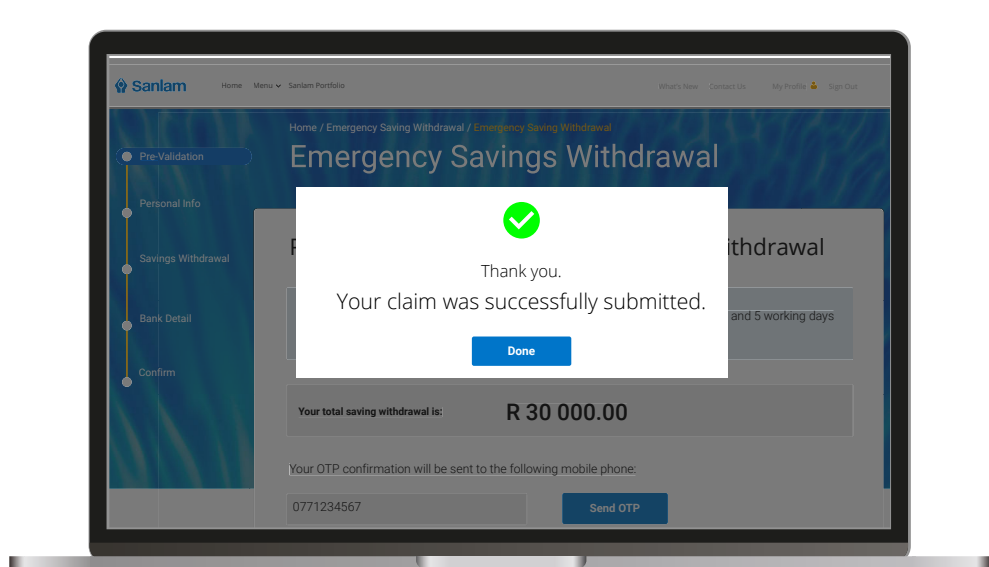 Sanlam Home Menu Sanlam Portfolio What's New Contact Us My Profile Sign Out
Home / Emergency Saving Withdrawal / Emergency Saving Withdrawal
Emergency Savings Withdrawal
Pre-Validation
Personal Info
Savings Withdrawal
Bank Detail
Confirm
ithdrawal
and 5 working days
Thank you.
Your claim was successfully submitted.
Done
Your total saving withdrawal is: R 30 000.00
Your OTP confirmation will be sent to the following mobile phone:
0771234567 Send OTP